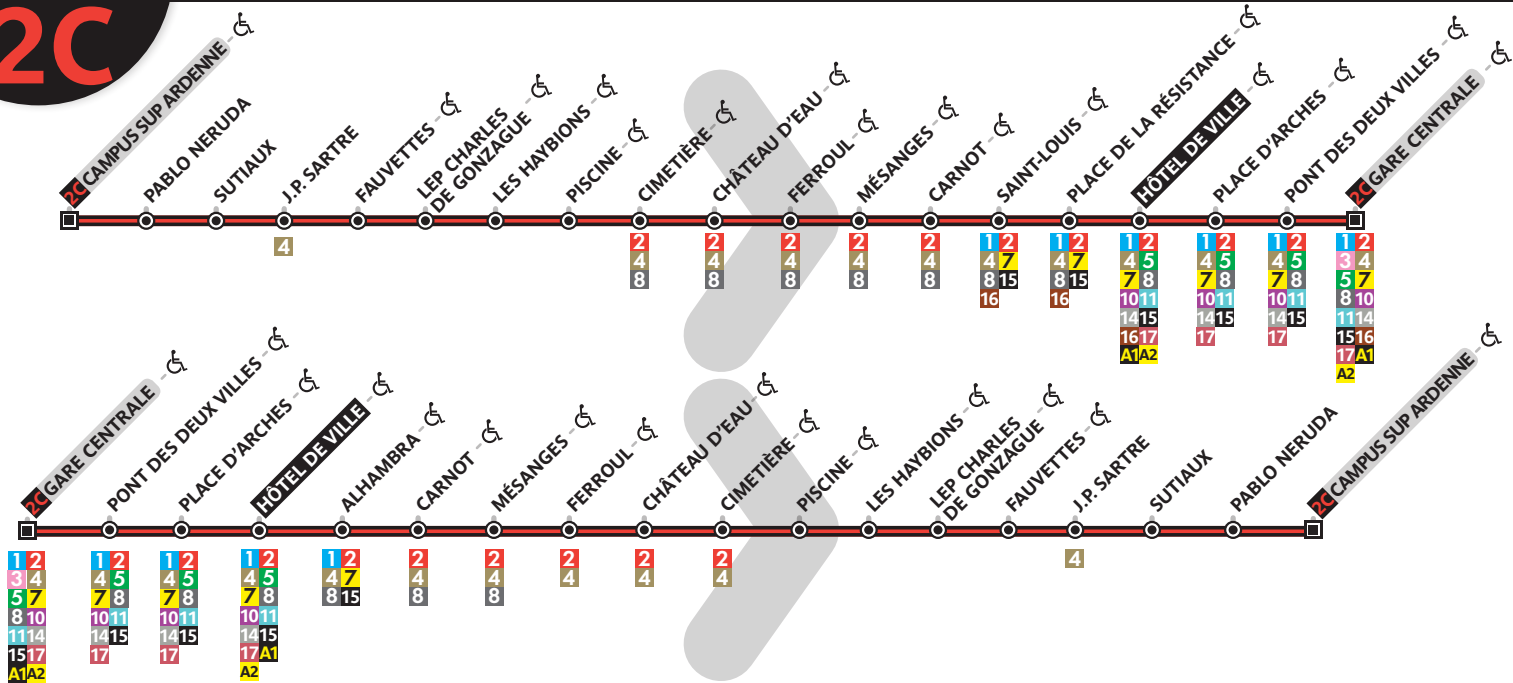 2C
2C CAMPUS SUP ARDENNE
PABLO NERUDA
SUTIAUX
J.P. SARTRE
4
FAUVETTES
LEP CHARLES
DE GONZAGUE
LES HAYBIONS
PISCINE
CIMETIÈRE
2
4
8
CHÂTEAU D'EAU
2
4
8
FERROUL
2
4
8
MÉSANGES
2
4
8
CARNOT
2
4
8
SAINT-LOUIS
1 2
4 7
8 15
16
PLACE DE LA RÉSISTANCE
1 2
4 7
8 15
16
HÔTEL DE VILLE
1 2
4 5
7 8
10 11
14 15
16 17
A1 A2
PLACE D'ARCHES
1 2
4 5
7 8
10 11
14 15
17
PONT DES DEUX VILLES
1 2
4 5
7 8
10 11
14 15
17
2C GARE CENTRALE
1 2
3 4
5 7
8 10
11 14
15 16
17 A1
A2
2C GARE CENTRALE
1 2
3 4
5 7
8 10
11 14
15 17
A1 A2
PONT DES DEUX VILLES
1 2
4 5
7 8
10 11
14 15
17
PLACE D'ARCHES
1 2
4 5
7 8
10 11
14 15
17
HÔTEL DE VILLE
1 2
4 5
7 8
10 11
14 15
17 A1
A2
ALHAMBRA
1 2
4 7
8 15
CARNOT
2
4
8
MÉSANGES
2
4
8
FERROUL
2
4
CHÂTEAU D'EAU
2
4
CIMETIÈRE
2
4
PISCINE
LES HAYBIONS
LEP CHARLES
DE GONZAGUE
FAUVETTES
J.P. SARTRE
4
SUTIAUX
PABLO NERUDA
2C CAMPUS SUP ARDENNE